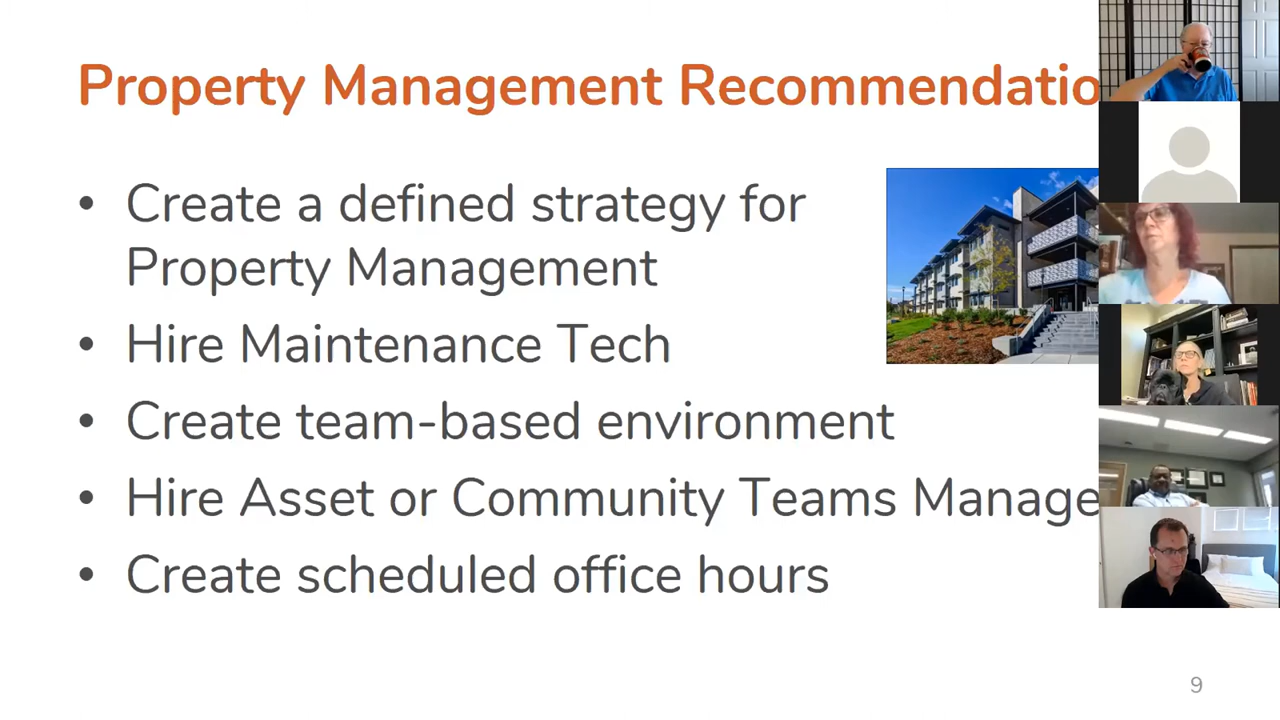 Property Management Recommendatio
• Create a defined strategy for
Property Management
• Hire Maintenance Tech
• Create team-based environment
• Hire Asset or Community Teams Manage
• Create scheduled office hours
9